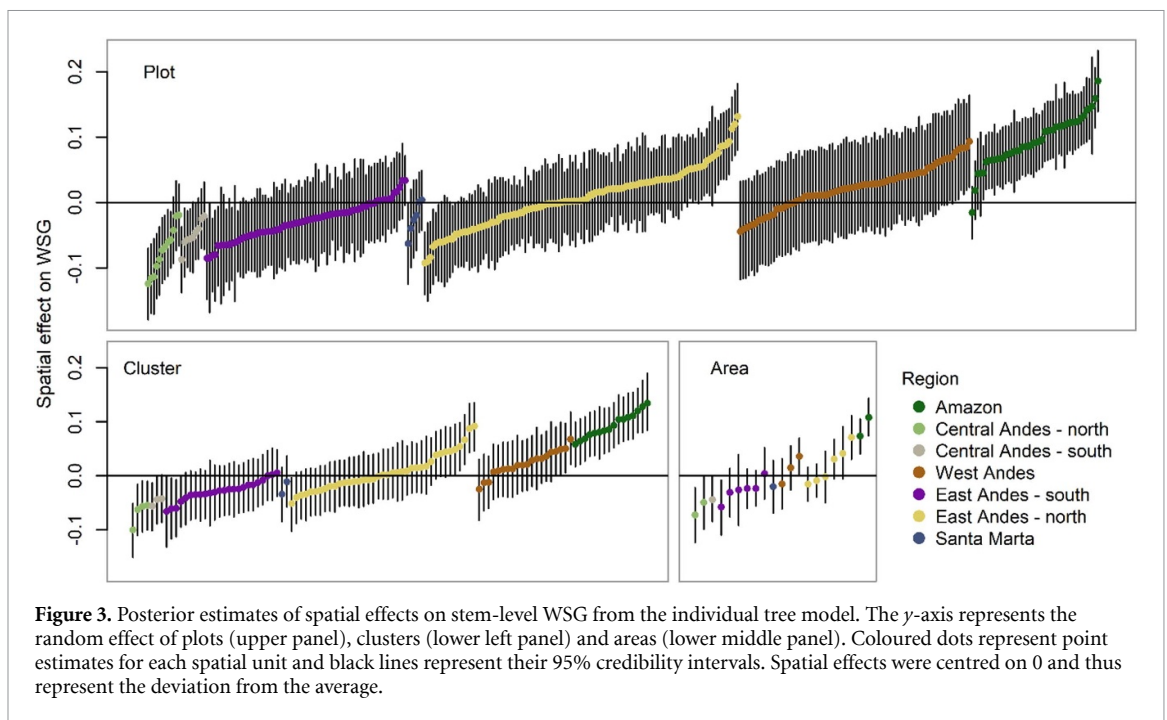 Plot
0.2
0.1
0.0
-0.1
Spatial effect on WSG
Cluster
0.2
0.1
0.0
-0.1
Area
Region
Amazon
Central Andes - north
Central Andes - south
West Andes
East Andes - south
East Andes - north
Santa Marta
Figure 3. Posterior estimates of spatial effects on stem-level WSG from the individual tree model. The y-axis represents the
random effect of plots (upper panel), clusters (lower left panel) and areas (lower middle panel). Coloured dots represent point
estimates for each spatial unit and black lines represent their 95% credibility intervals. Spatial effects were centred on 0 and thus
represent the deviation from the average.